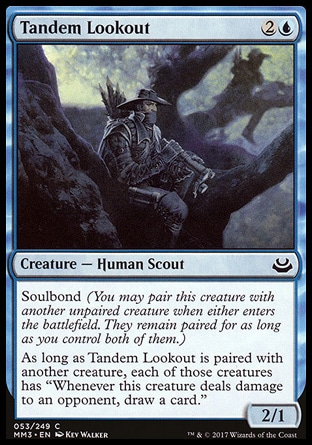 Tandem Lookout 2
Creature — Human Scout
Soulbond (You may pair this creature with
another unpaired creature when either enters
the battlefield. They remain paired for as long
as you control both of them.)
As long as Tandem Lookout is paired with
another creature, each of those creatures
has "Whenever this creature deals damage
to an opponent, draw a card."
2/1
053/249 C
MM3 • EN Kev Walker
™ & © 2017 Wizards of the Coast